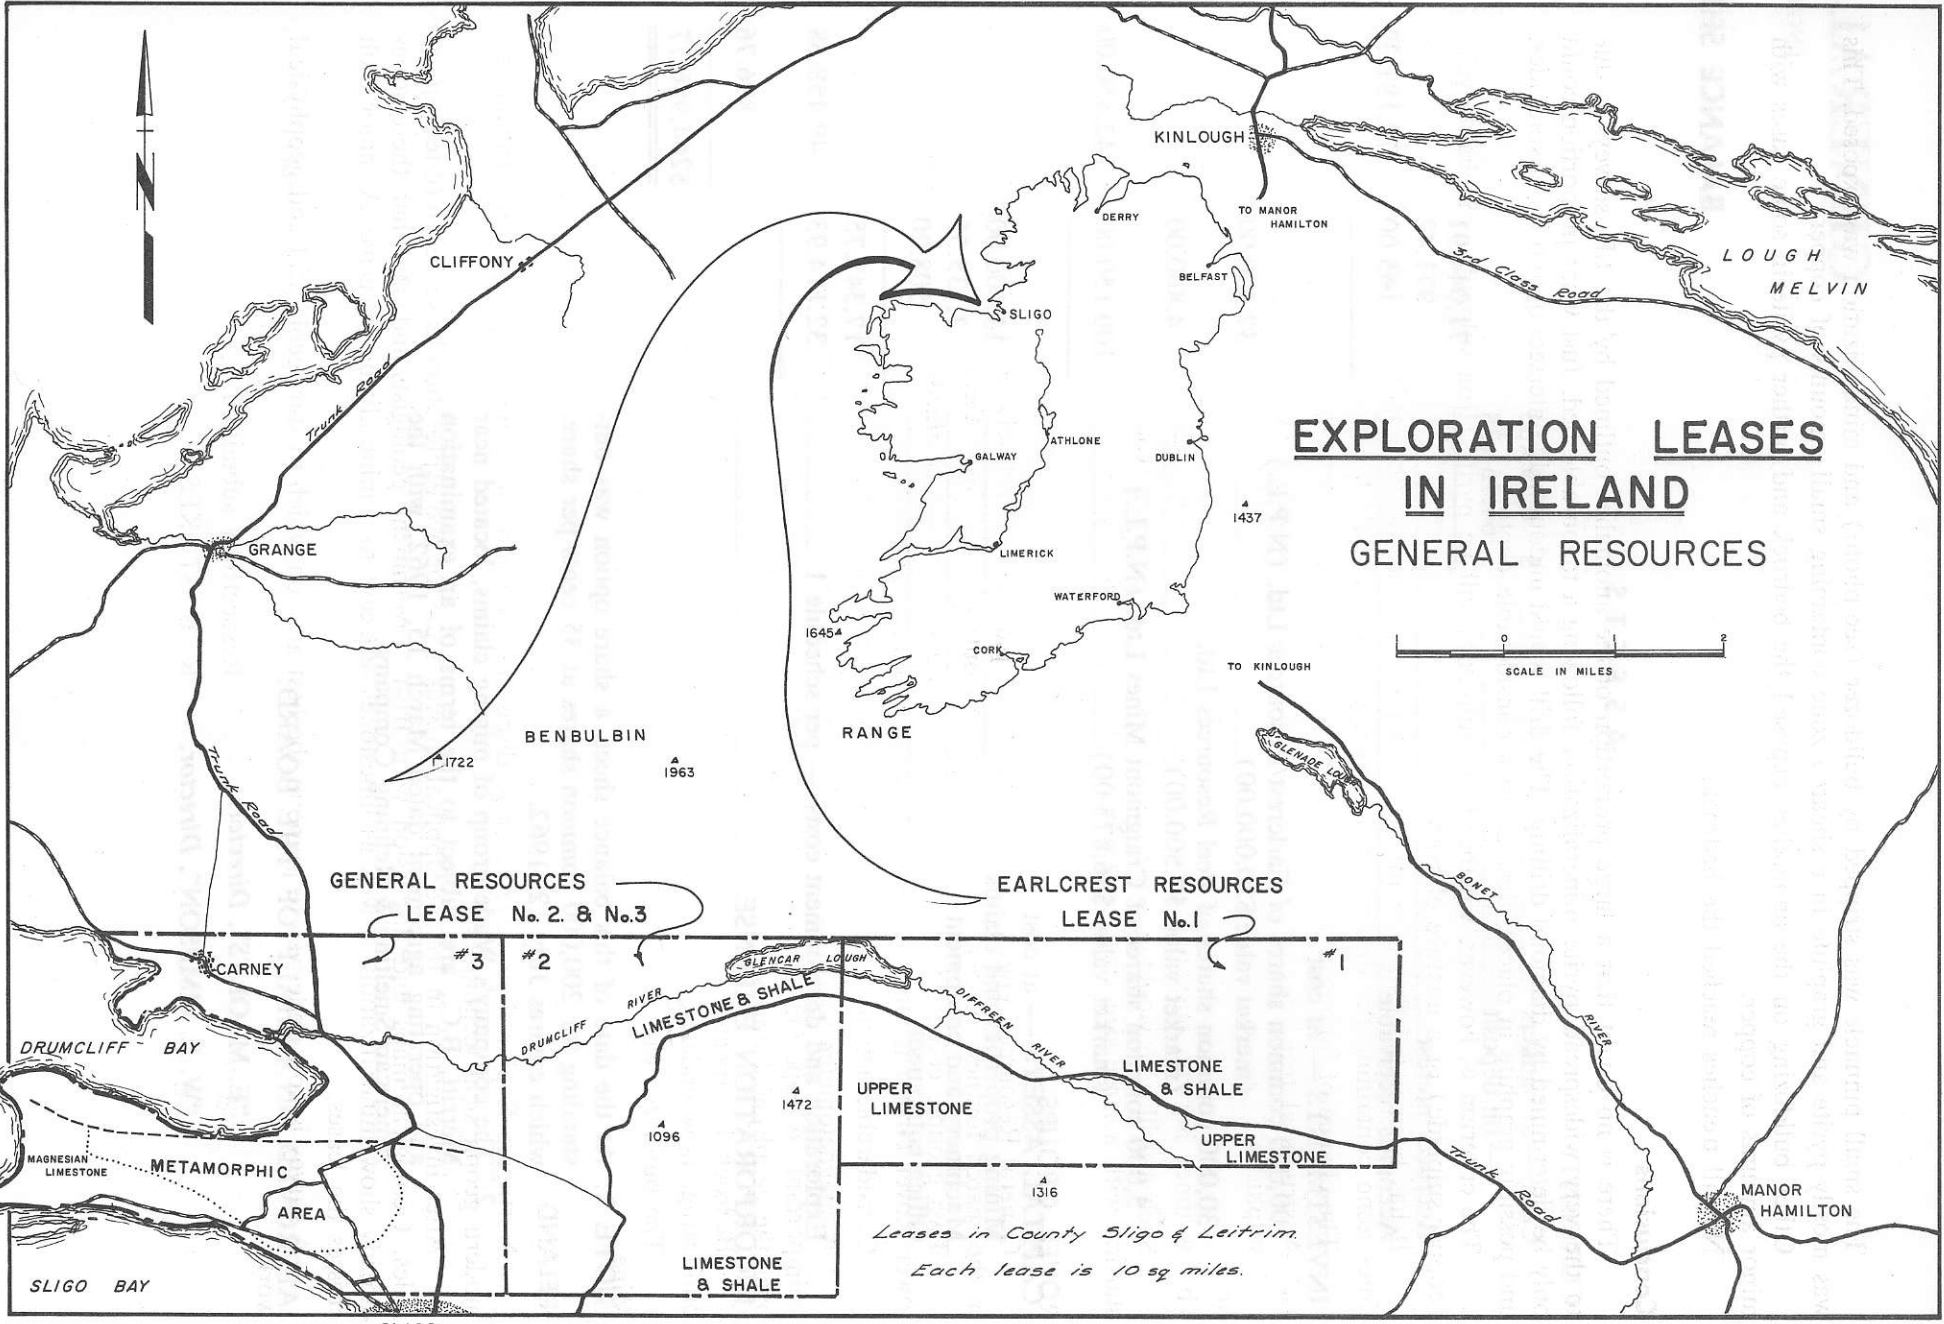 N
KINLOUGH
TO MANOR
HAMILTON
3rd Class Road
LOUGH
MELVIN
CLIFFONY
DERRY
BELFAST
SLIGO
ATHLONE
GALWAY
DUBLIN
LIMERICK
WATERFORD
CORK
1437
1645
RANGE
EXPLORATION LEASES
IN IRELAND
GENERAL RESOURCES
0 1 2
SCALE IN MILES
Trunk Road
GRANGE
BENBULBIN
1722
1963
Trunk Road
TO KINLOUGH
GLENADE LOUGH
BONET
RIVER
GENERAL RESOURCES
LEASE No. 2. & No. 3
EARLCREST RESOURCES
LEASE No. 1
#3
#2
#1
CARNEY
GLENCAR LOUGH
DRUMCLIFF RIVER
LIMESTONE & SHALE
DIFFREEN
RIVER
DRUMCLIFF BAY
LIMESTONE
& SHALE
UPPER
LIMESTONE
1472
1096
UPPER
LIMESTONE
MAGNESIAN
LIMESTONE
METAMORPHIC
AREA
1316
Trunk Road
MANOR
HAMILTON
Leases in County Sligo & Leitrim.
Each lease is 10 sq miles.
LIMESTONE
& SHALE
SLIGO BAY